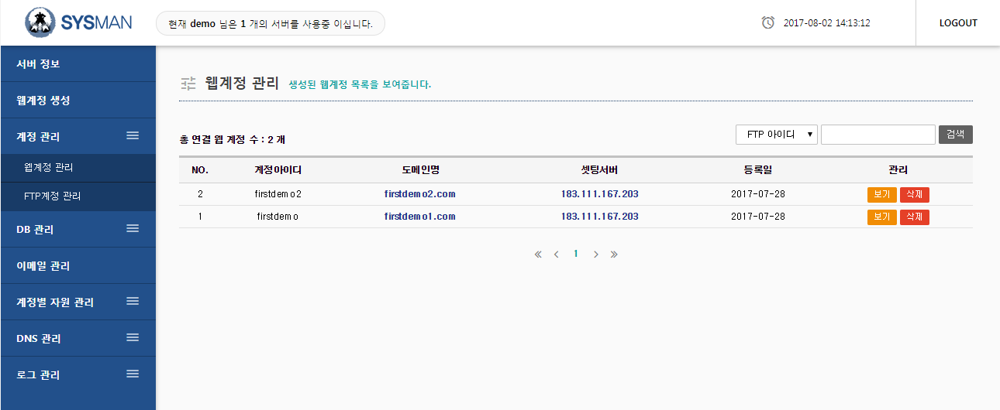 SYSMAN
현재 demo 님은 1 개의 서버를 사용중 이십니다.
2017-08-02 14:13:12
LOGOUT
서버 정보
웹계정 생성
계정 관리
웹계정 관리
FTP계정 관리
DB 관리
이메일 관리
계정별 자원 관리
DNS 관리
로그 관리
웹계정 관리 생성된 웹계정 목록을 보여줍니다.
총 연결 웹 계정 수 : 2 개
FTP 아이디 ▼ 검색
NO. 계정아이디 도메인명 셋팅서버 등록일 관리
2 firstdemo2 firstdemo2.com 183.111.167.203 2017-07-28 보기 삭제
1 firstdemo firstdemo1.com 183.111.167.203 2017-07-28 보기 삭제
« ‹ 1 › »